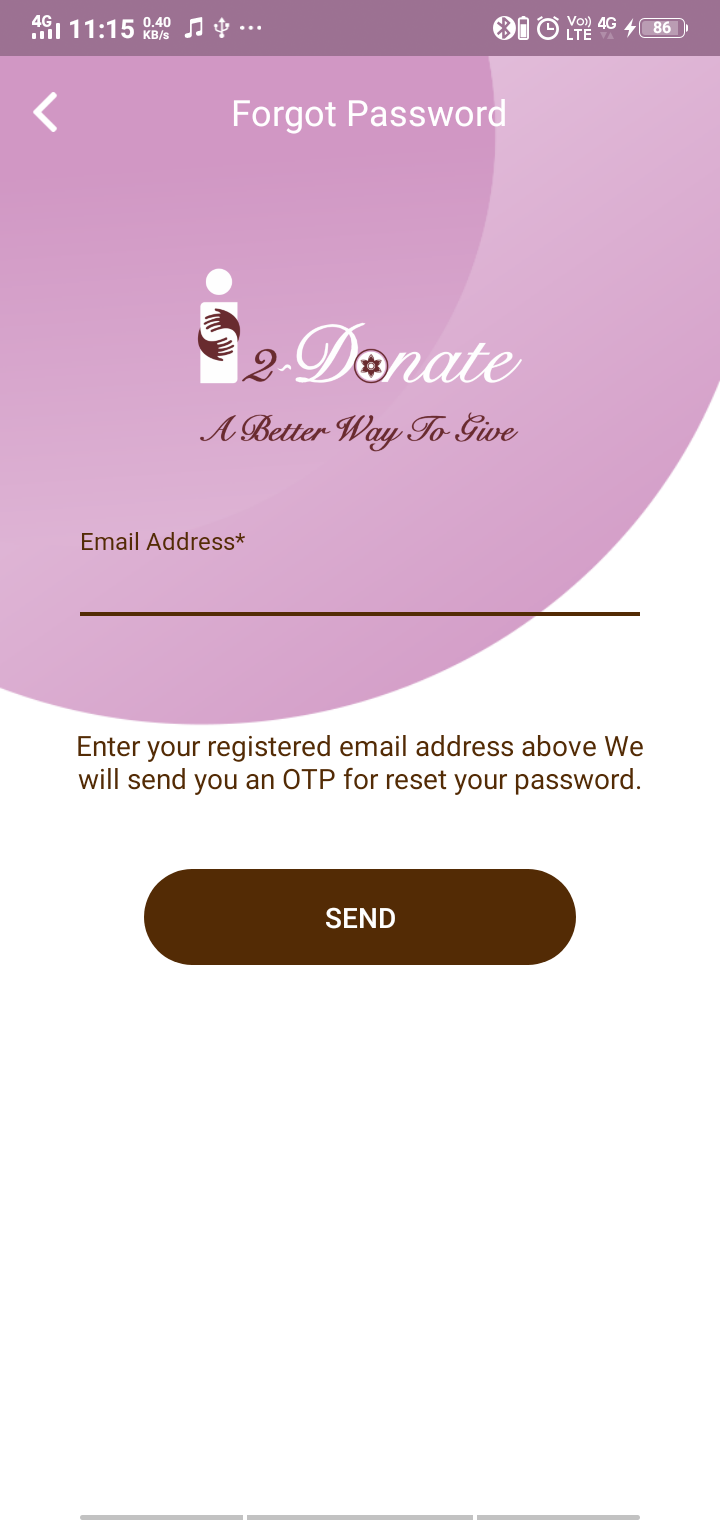 4G 11:15 0.40 KB/s ... Vo)) LTE 4G 86
Forgot Password
i 2~Donate
A Better Way To Give
Email Address*
Enter your registered email address above We
will send you an OTP for reset your password.
SEND